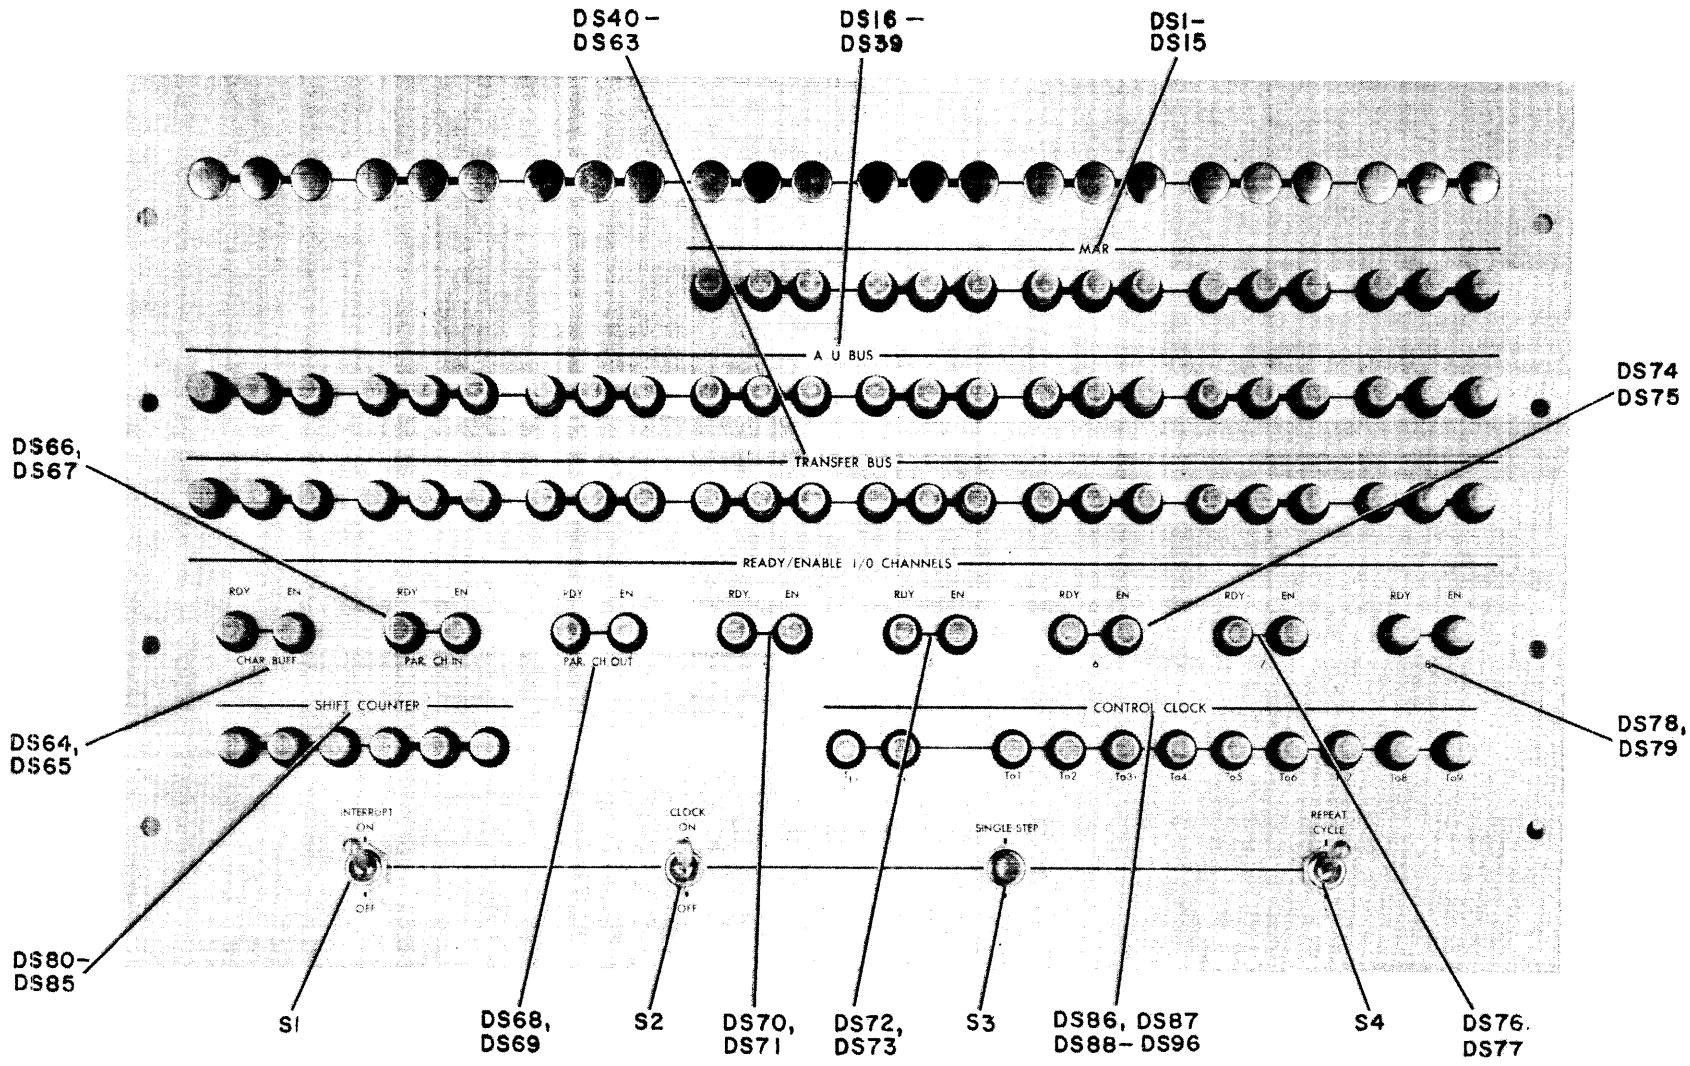 DS40-
DS63
DS16-
DS39
DS1-
DS15
MAR
A U BUS
DS74
DS75
DS66,
DS67
TRANSFER BUS
READY/ENABLE I/O CHANNELS
RDY EN RDY EN RDY EN RDY EN RDY EN RDY EN RDY EN RDY EN
CHAR BUFF PAR. CH IN PAR. CH OUT 6 7 8
SHIFT COUNTER
CONTROL CLOCK
DS64,
DS65
DS78,
DS79
To1 To2 To3 To4 To5 To6 To8 To9
INTERRUPT
ON
OFF
CLOCK
ON
OFF
SINGLE STEP
REPEAT
CYCLE
DS80-
DS85
S1
DS68,
DS69
S2
DS70,
DS71
DS72,
DS73
S3
DS86, DS87
DS88-DS96
S4
DS76.
DS77